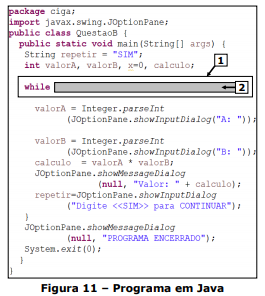 package ciga;
import javax.swing.JOptionPane;
public class QuestaoB {
public static void main(String[] args) {
String repetir = "SIM";
int valorA, valorB, x=0, calculo;
1
while
2
valorA = Integer.parseInt
(JOptionPane.showInputDialog("A: "));
valorB = Integer.parseInt
(JOptionPane.showInputDialog("B: "));
calculo = valorA * valorB;
JOptionPane.showMessageDialog
(null, "Valor: " + calculo);
repetir=JOptionPane.showInputDialog
("Digite <<SIM>> para CONTINUAR");
}
JOptionPane.showMessageDialog
(null, "PROGRAMA ENCERRADO");
System.exit(0);
}
}
Figura 11 – Programa em Java